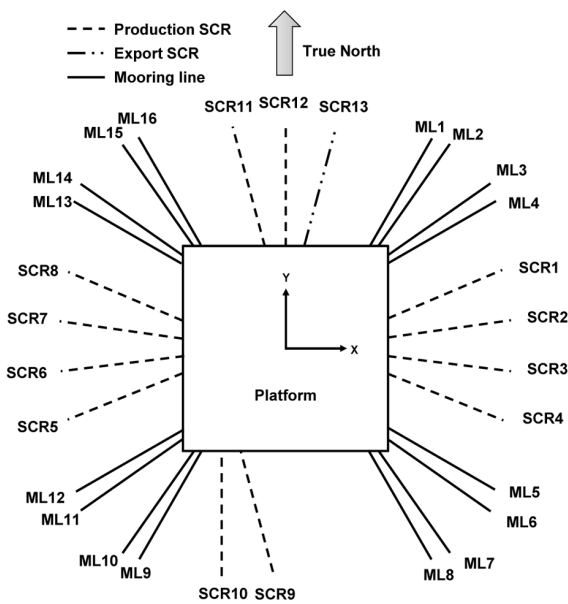 Production SCR
Export SCR
Mooring line
True North
SCR11 SCR12 SCR13
ML16
ML15
ML1
ML2
ML14
ML13
ML3
ML4
SCR8
SCR1
SCR7
SCR2
SCR6
SCR3
SCR5
SCR4
Y
X
Platform
ML12
ML11
ML5
ML6
ML10
ML9
ML7
ML8
SCR10 SCR9